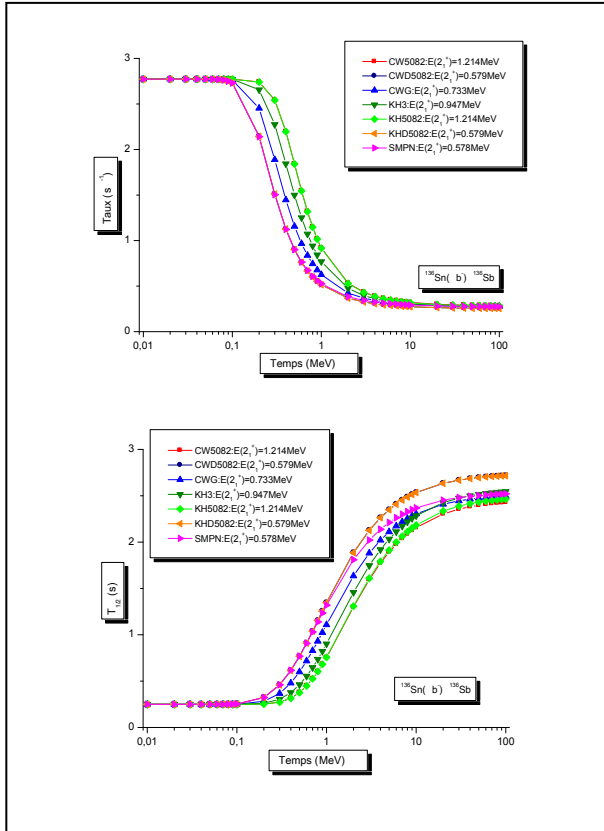 CW5082:E(2₁⁺)=1.214MeV
CWD5082:E(2₁⁺)=0.579MeV
CWG:E(2₁⁺)=0.733MeV
KH3:E(2₁⁺)=0.947MeV
KH5082:E(2₁⁺)=1.214MeV
KHD5082:E(2₁⁺)=0.579MeV
SMPN:E(2₁⁺)=0.578MeV
3
2
1
0
Taux (s⁻¹)
¹³⁶Sn( b⁻) ¹³⁶Sb
0,01 0,1 1 10 100
Temps (MeV)
CW5082:E(2₁⁺)=1.214MeV
CWD5082:E(2₁⁺)=0.579MeV
CWG:E(2₁⁺)=0.733MeV
KH3:E(2₁⁺)=0.947MeV
KH5082:E(2₁⁺)=1.214MeV
KHD5082:E(2₁⁺)=0.579MeV
SMPN:E(2₁⁺)=0.578MeV
3
2
1
0
T₁/₂ (s)
¹³⁶Sn( b⁻) ¹³⁶Sb
0,01 0,1 1 10 100
Temps (MeV)